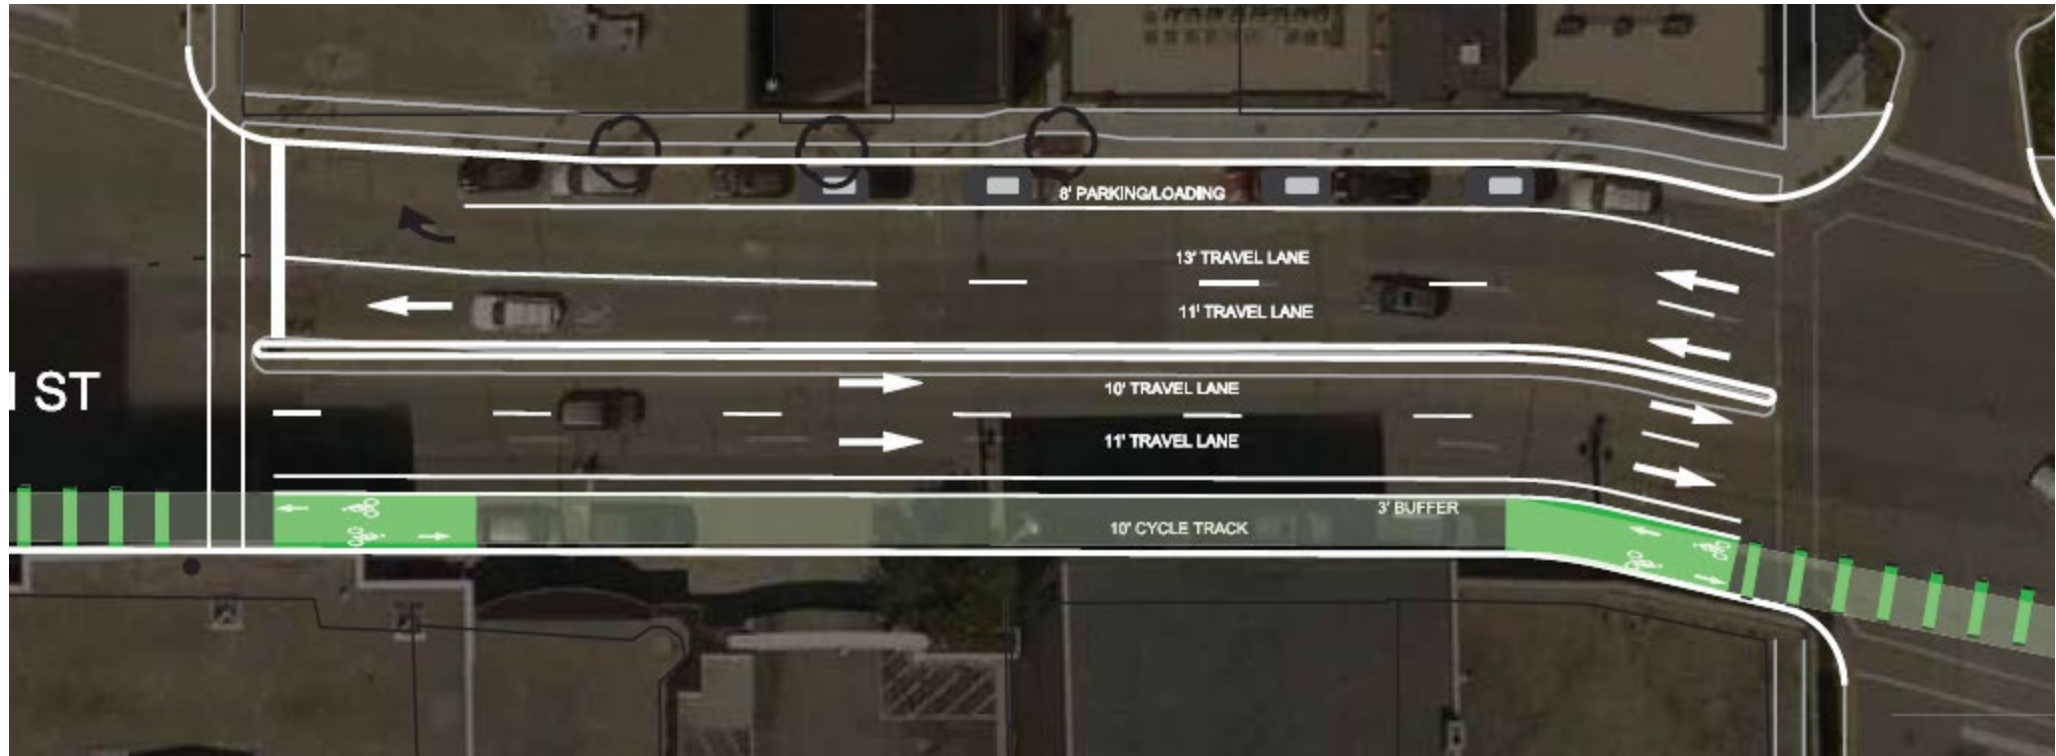 8' PARKING/LOADING
13' TRAVEL LANE
11' TRAVEL LANE
10' TRAVEL LANE
ST
11' TRAVEL LANE
3' BUFFER
10' CYCLE TRACK